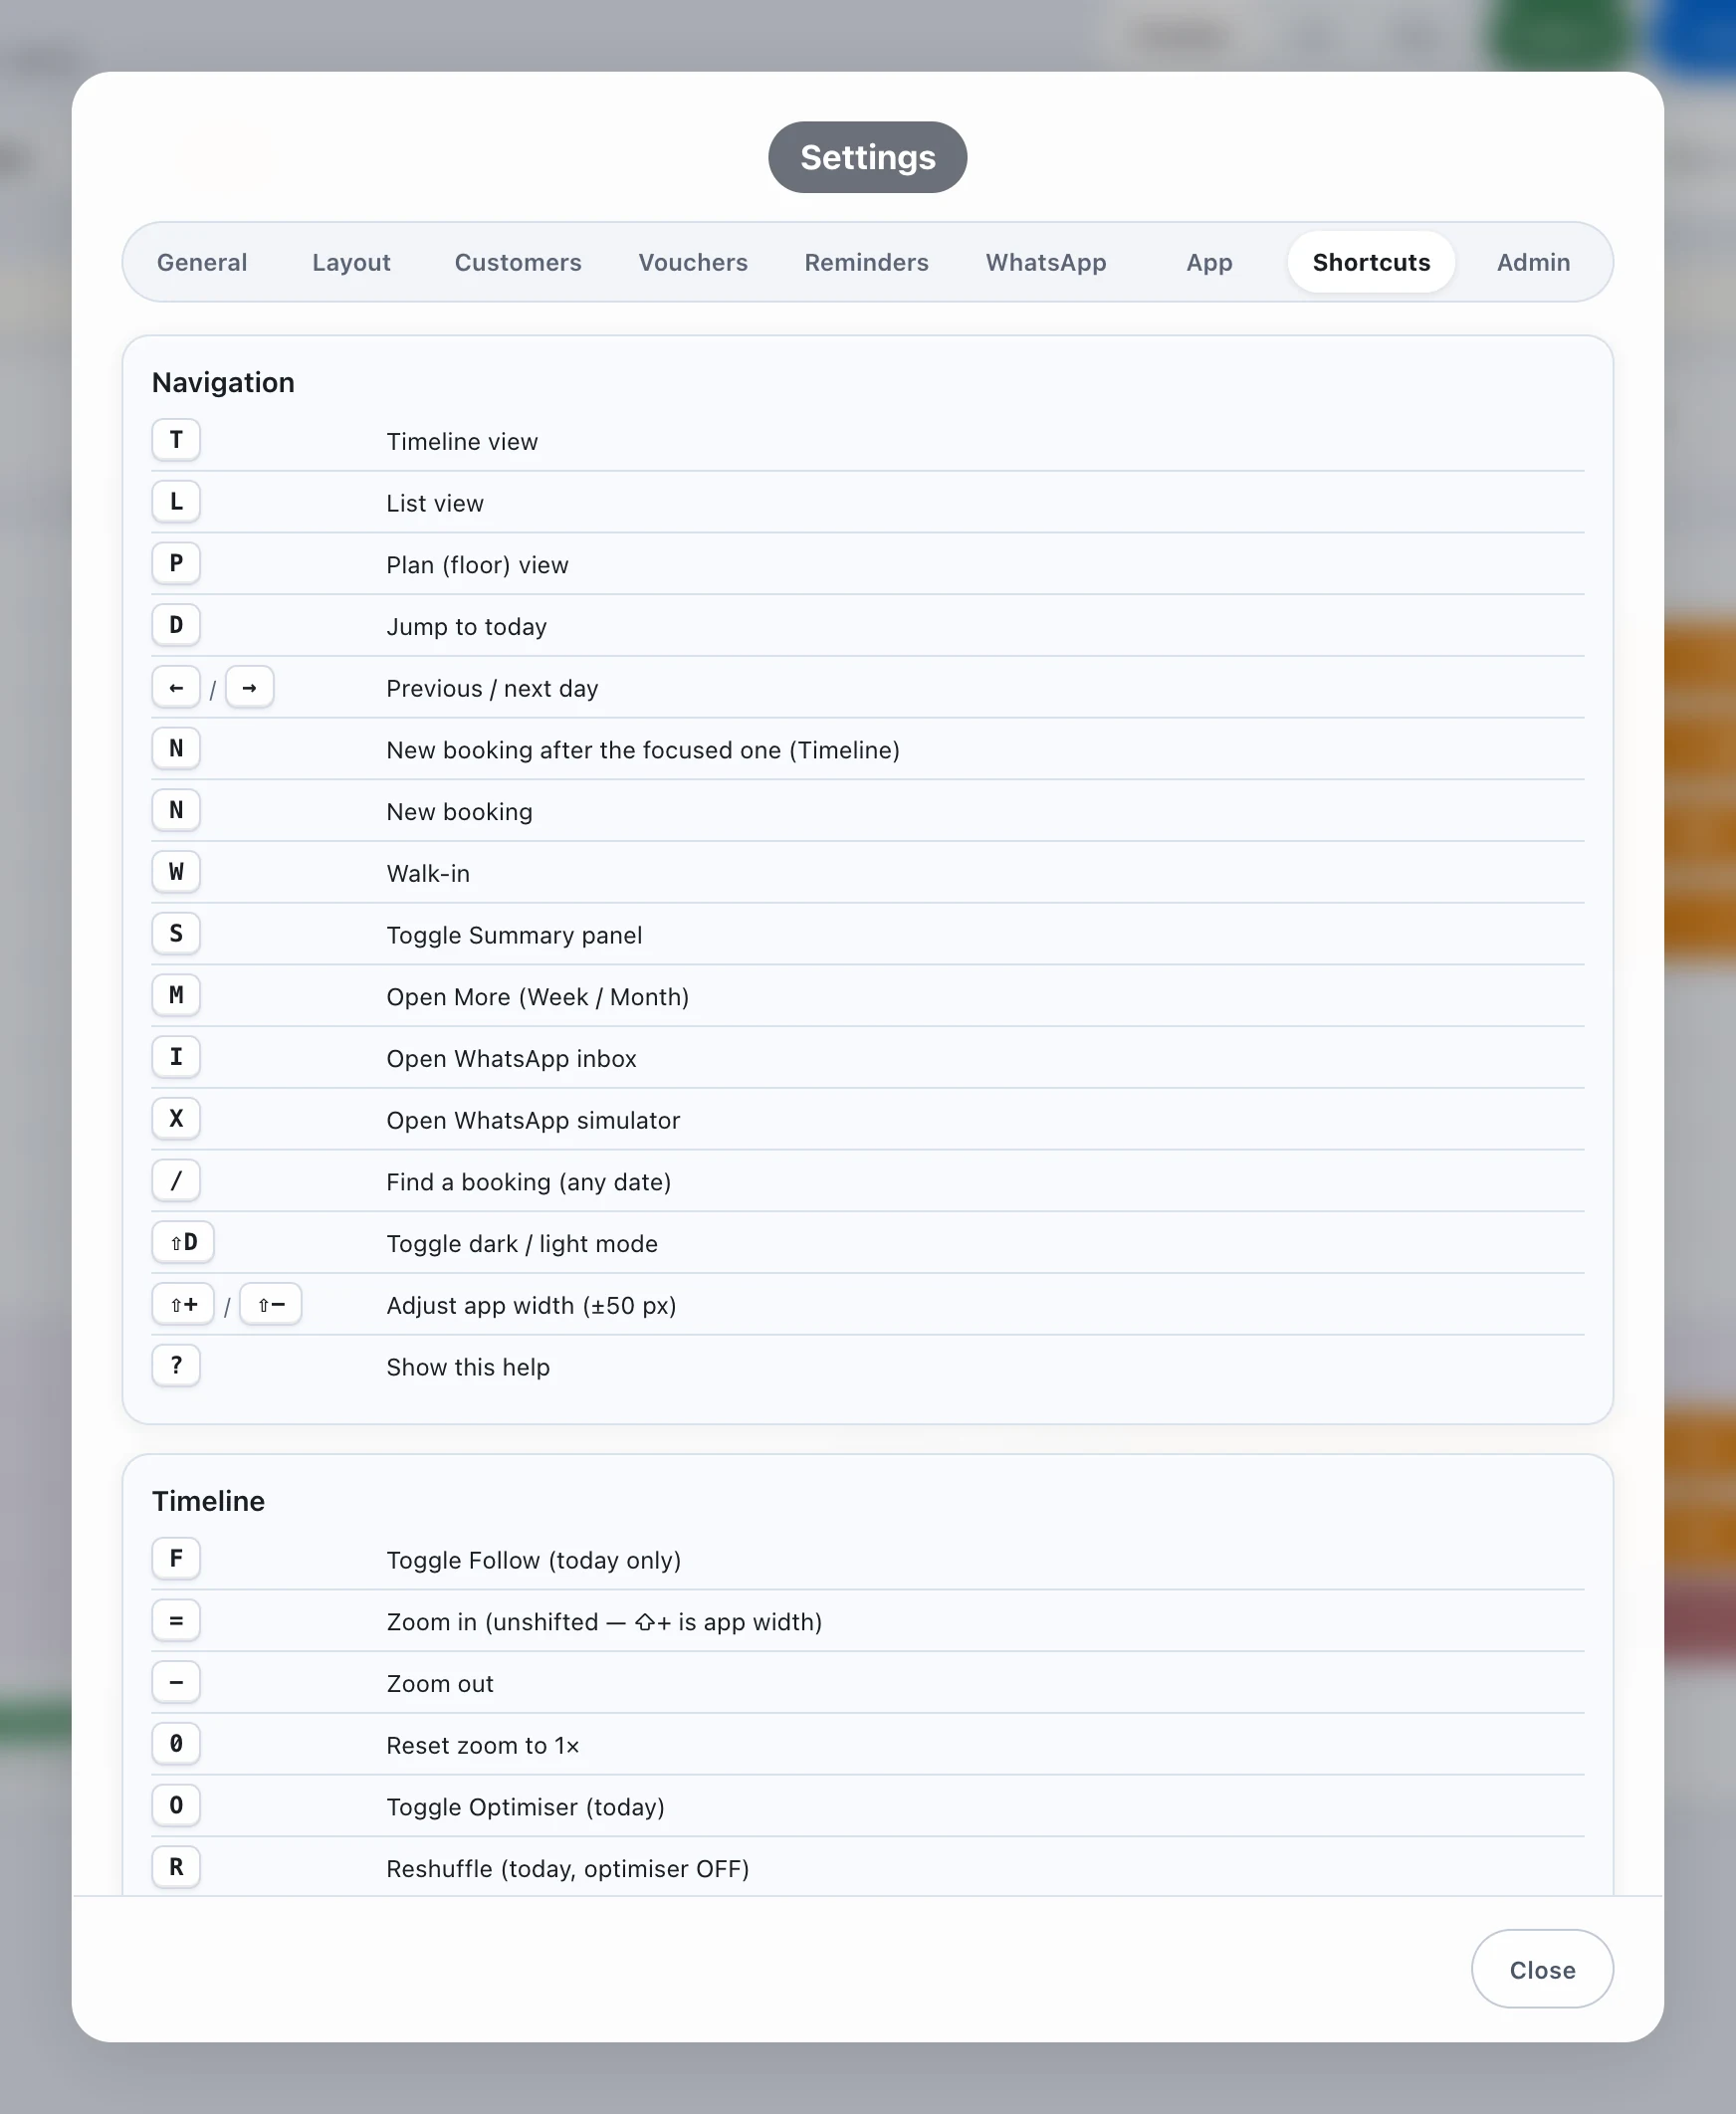 Settings
General Layout Customers Vouchers Reminders WhatsApp App Shortcuts Admin
Navigation
T Timeline view
L List view
P Plan (floor) view
D Jump to today
← / → Previous / next day
N New booking after the focused one (Timeline)
N New booking
W Walk-in
S Toggle Summary panel
M Open More (Week / Month)
I Open WhatsApp inbox
X Open WhatsApp simulator
/ Find a booking (any date)
⇧D Toggle dark / light mode
⇧+ / ⇧− Adjust app width (±50 px)
? Show this help
Timeline
F Toggle Follow (today only)
= Zoom in (unshifted — ⇧+ is app width)
− Zoom out
0 Reset zoom to 1×
O Toggle Optimiser (today)
R Reshuffle (today, optimiser OFF)
Close